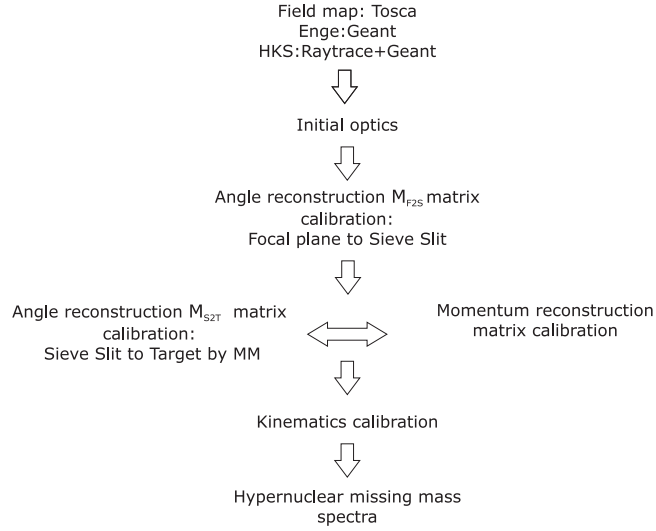 Field map: Tosca
Enge:Geant
HKS:Raytrace+Geant
Initial optics
Angle reconstruction M_F2S matrix
calibration:
Focal plane to Sieve Slit
Angle reconstruction M_S2T matrix
calibration:
Sieve Slit to Target by MM
Momentum reconstruction
matrix calibration
Kinematics calibration
Hypernuclear missing mass
spectra